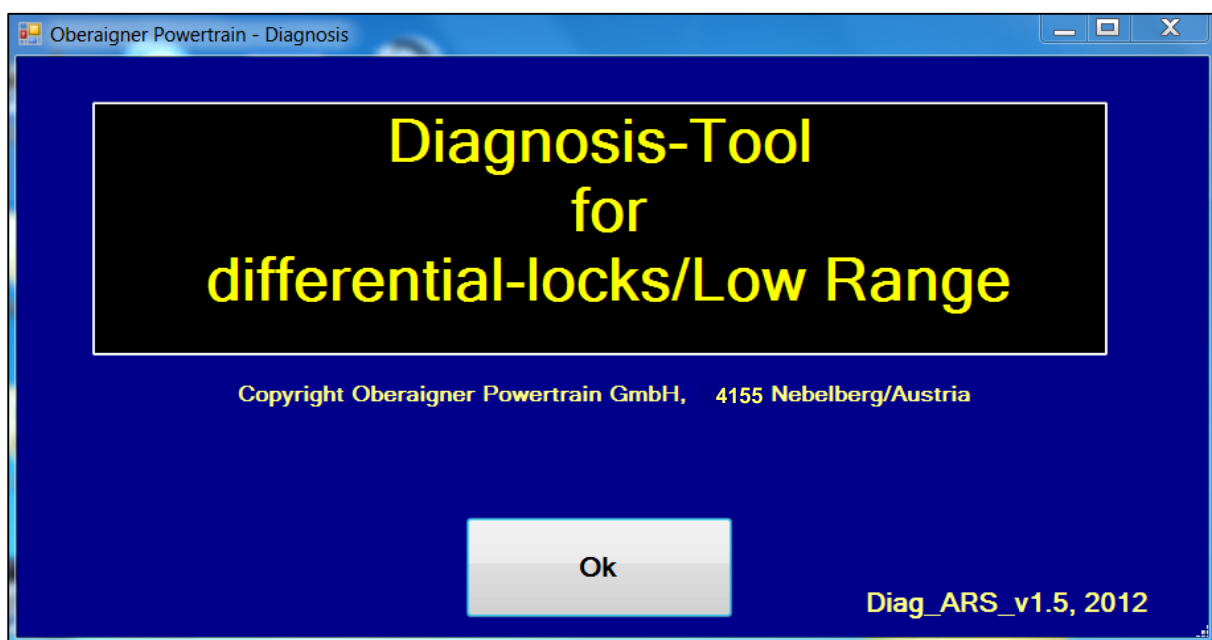 Oberaigner Powertrain - Diagnosis
Diagnosis-Tool
for
differential-locks/Low Range
Copyright Oberaigner Powertrain GmbH, 4155 Nebelberg/Austria
Ok
Diag_ARS_v1.5, 2012